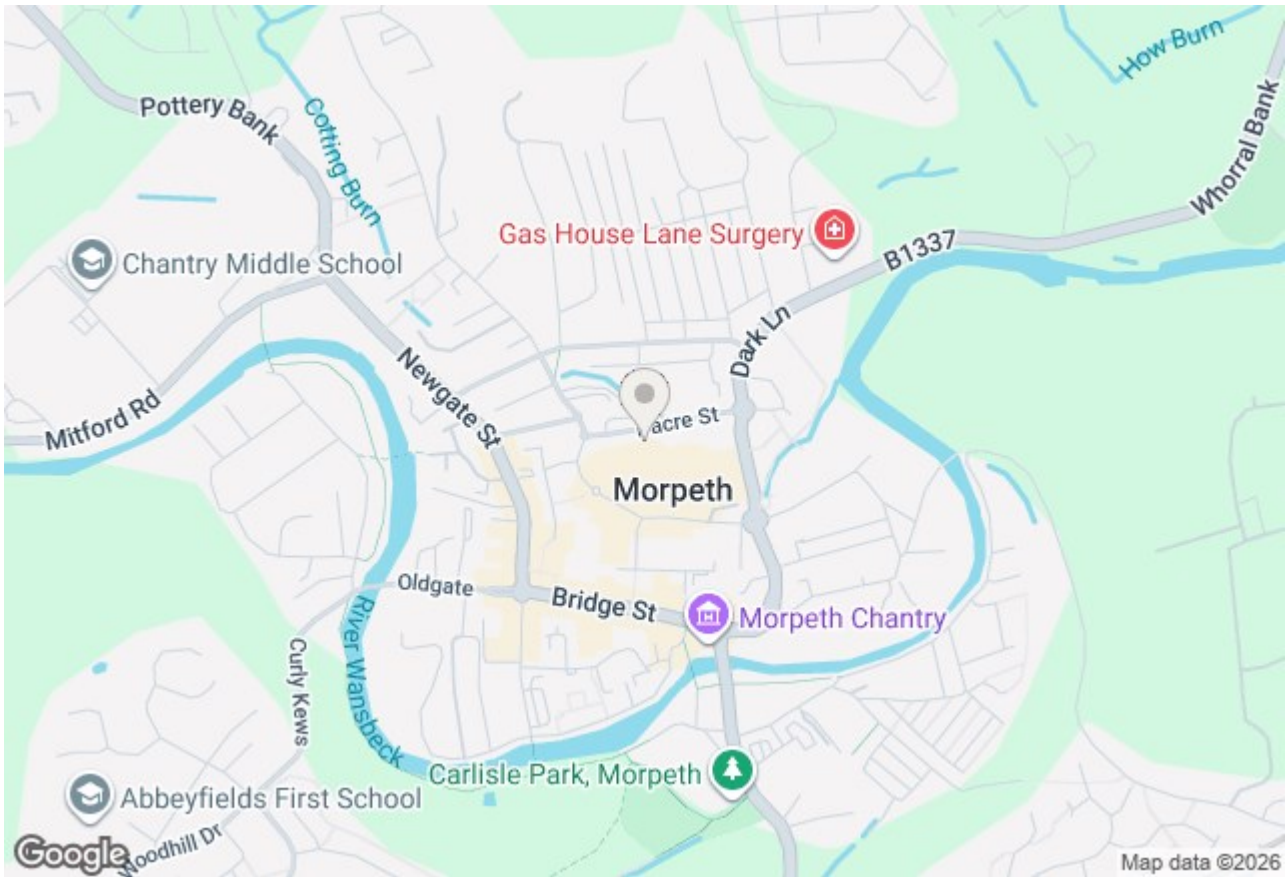 How Burn
Pottery Bank
Cotting Burn
Whorral Bank
Gas House Lane Surgery
B1337
Chantry Middle School
Dark Ln
Newgate St
acre St
Mitford Rd
Morpeth
Oldgate
Bridge St
Morpeth Chantry
River Wansbeck
Curly Kews
Carlisle Park, Morpeth
Abbeyfields First School
Woodhill Dr
Google
Map data ©2026